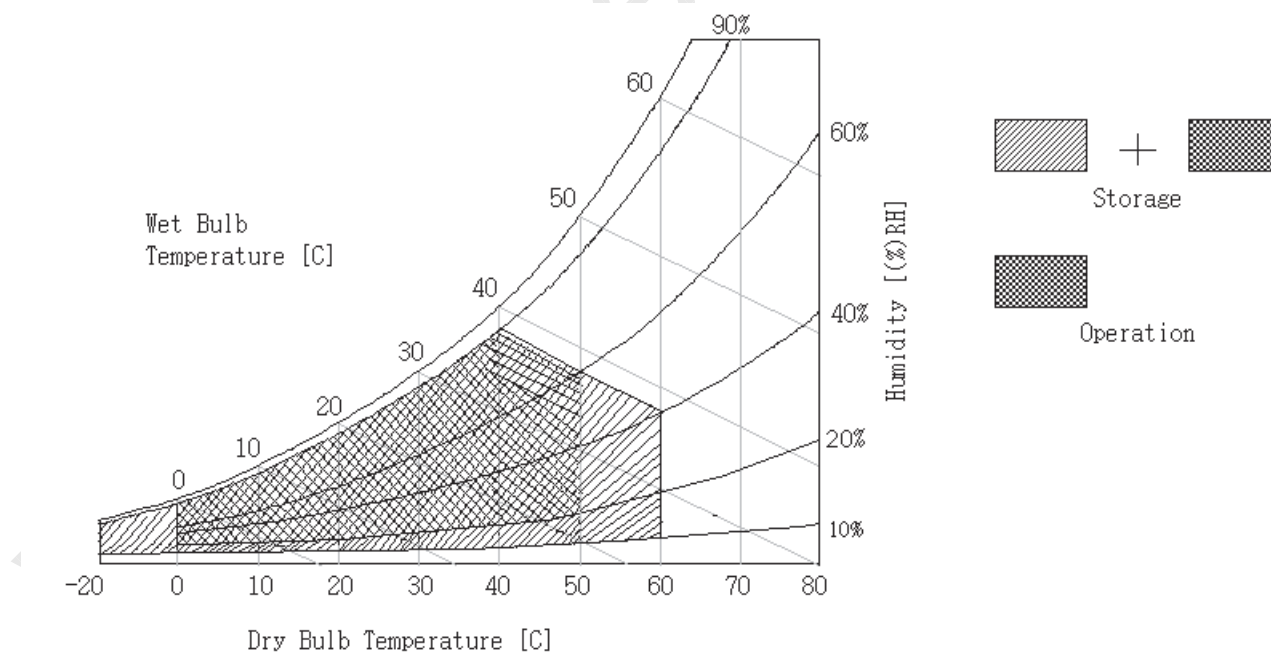 90%
60
60%
50
Storage
Wet Bulb
Temperature [C]
Humidity [(%)RH]
40
40%
Operation
30
20
20%
10
0
10%
-20 0 10 20 30 40 50 60 70 80
Dry Bulb Temperature [C]